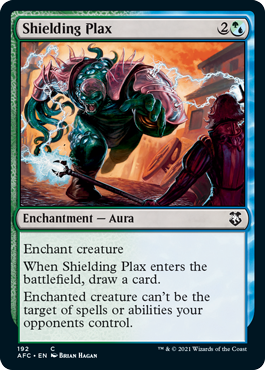 Shielding Plax 2
Enchantment — Aura
Enchant creature
When Shielding Plax enters the
battlefield, draw a card.
Enchanted creature can't be the
target of spells or abilities your
opponents control.
192 C
AFC • EN Brian Hagan ™ & © 2021 Wizards of the Coast